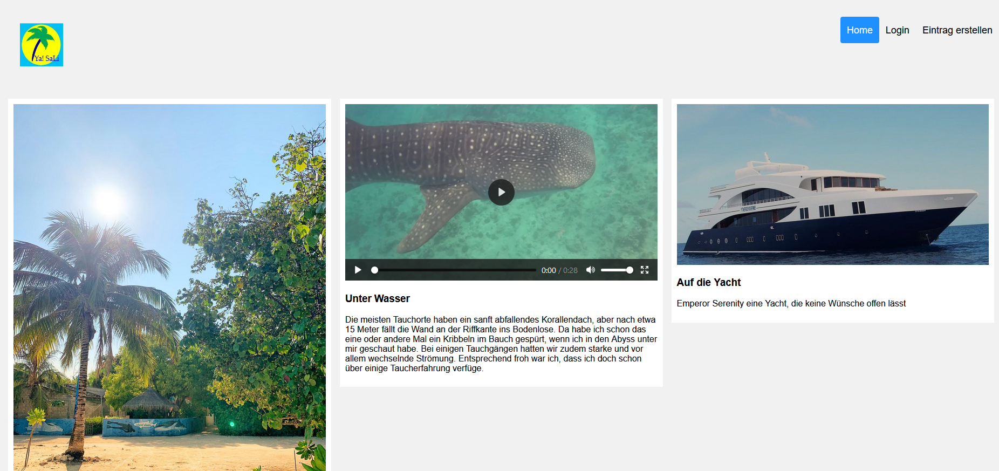 Ya! SaLi
Home
Login
Eintrag erstellen
island divers
0:00 / 0:28
Unter Wasser
Die meisten Tauchorte haben ein sanft abfallendes Korallendach, aber nach etwa
15 Meter fällt die Wand an der Riffkante ins Bodenlose. Da habe ich schon das
eine oder andere Mal ein Kribbeln im Bauch gespürt, wenn ich in den Abyss unter
mir geschaut habe. Bei einigen Tauchgängen hatten wir zudem starke und vor
allem wechselnde Strömung. Entsprechend froh war ich, dass ich doch schon
über einige Taucherfahrung verfüge.
Auf die Yacht
Emperor Serenity eine Yacht, die keine Wünsche offen lässt